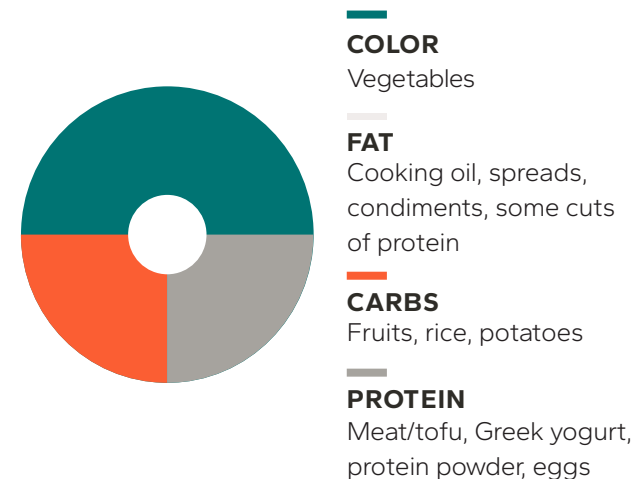 COLOR
Vegetables
FAT
Cooking oil, spreads,
condiments, some cuts
of protein
CARBS
Fruits, rice, potatoes
PROTEIN
Meat/tofu, Greek yogurt,
protein powder, eggs